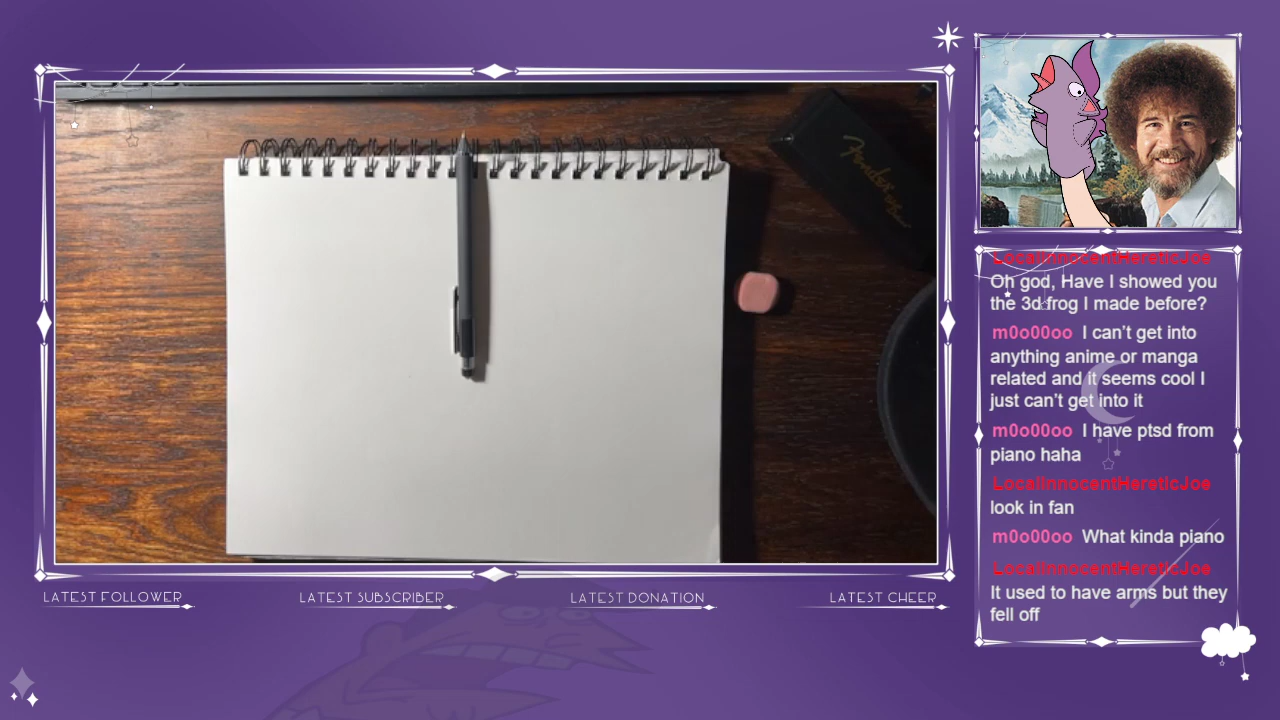 Fender
LocalInnocentHereticJoe
Oh god, Have I showed you
the 3d frog I made before?
m0o00oo I can't get into
anything anime or manga
related and it seems cool I
just can't get into it
m0o00oo I have ptsd from
piano haha
LocalInnocentHereticJoe
look in fan
m0o00oo What kinda piano
LocalInnocentHereticJoe
It used to have arms but they
fell off
LATEST FOLLOWER
LATEST SUBSCRIBER
LATEST DONATION
LATEST CHEER